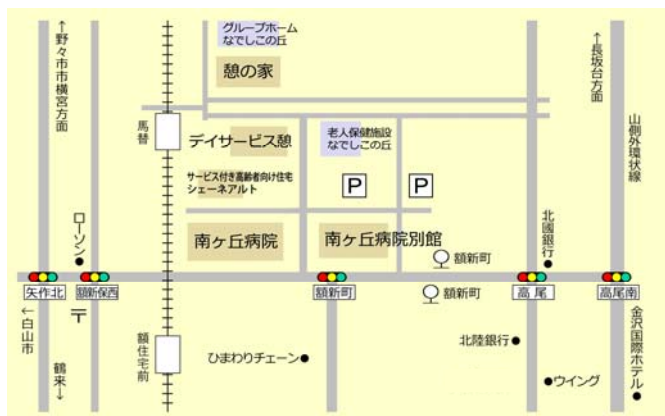 グループホーム
なでしこの丘
憩の家
↑野々市市横宮方面
↑長坂台方面
山側外環状線
馬替
デイサービス憩
老人保健施設
なでしこの丘
サービス付き高齢者向け住宅
シェーネアルト
P
P
ローソン
南ヶ丘病院
南ヶ丘病院別館
額新町
北國銀行
矢作北
額新保西
額新町
高尾
高尾南
額新町
←白山市
〒
鶴来→
額住宅前
ひまわりチェーン
北陸銀行
ウイング
金沢国際ホテル